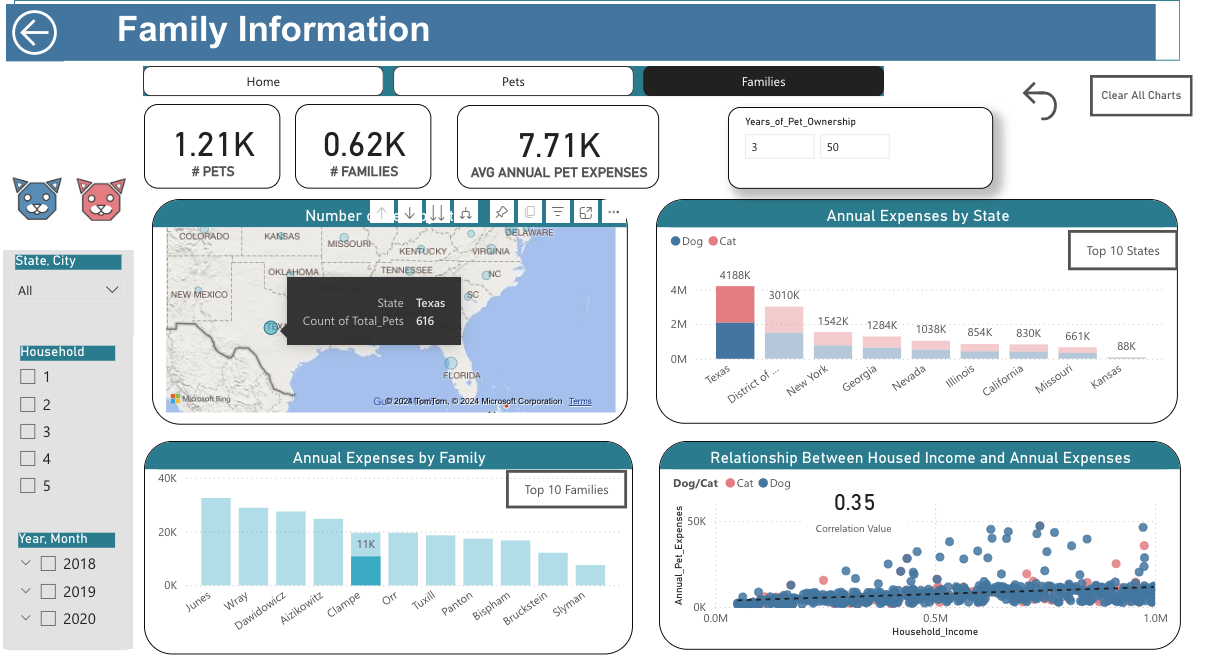 Family Information
Home
Pets
Families
Clear All Charts
1.21K
# PETS
0.62K
# FAMILIES
7.71K
AVG ANNUAL PET EXPENSES
Years_of_Pet_Ownership
3
50
State, City
All
Household
1
2
3
4
5
Year, Month
2018
2019
2020
Number
COLORADO
KANSAS
MISSOURI
KENTUCKY
VIRGINIA
DELAWARE
OKLAHOMA
TENNESSEE
NC
NEW MEXICO
SC
State Texas
Count of Total_Pets 616
FLORIDA
Microsoft Bing
© 2024 TomTom, © 2024 Microsoft Corporation Terms
Annual Expenses by State
Dog Cat
Top 10 States
4188K
3010K
1542K
1284K
1038K
854K
830K
661K
88K
4M
2M
0M
Texas
District of ...
New York
Georgia
Nevada
Illinois
California
Missouri
Kansas
Annual Expenses by Family
Top 10 Families
40K
20K
0K
11K
Junes
Wray
Dawidowicz
Aizikowitz
Clampe
Orr
Tuxill
Panton
Bispham
Bruckstein
Slyman
Relationship Between Housed Income and Annual Expenses
Dog/Cat Cat Dog
0.35
Correlation Value
Annual_Pet_Expenses
50K
0K
0.0M
0.5M
1.0M
Household_Income